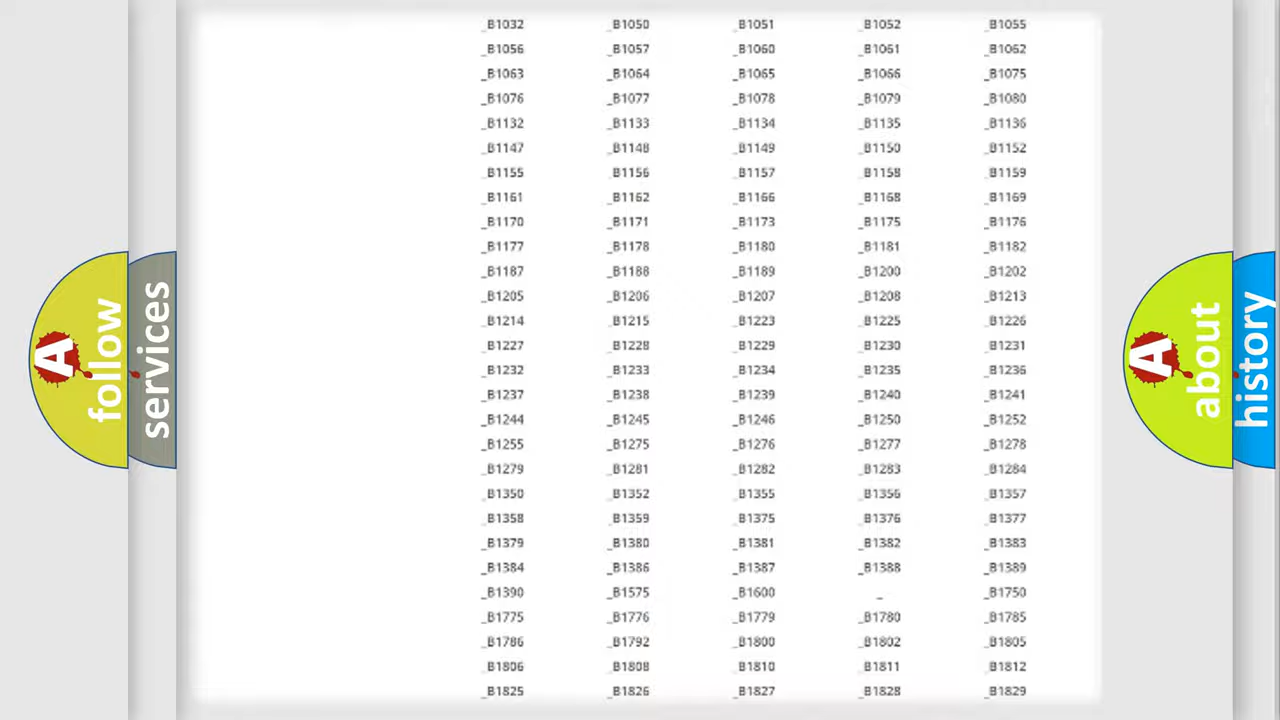 _B1032 _B1050 _B1051 _B1052 _B1055
_B1056 _B1057 _B1060 _B1061 _B1062
_B1063 _B1064 _B1065 _B1066 _B1075
_B1076 _B1077 _B1078 _B1079 _B1080
_B1132 _B1133 _B1134 _B1135 _B1136
_B1147 _B1148 _B1149 _B1150 _B1152
_B1155 _B1156 _B1157 _B1158 _B1159
_B1161 _B1162 _B1166 _B1168 _B1169
_B1170 _B1171 _B1173 _B1175 _B1176
_B1177 _B1178 _B1180 _B1181 _B1182
_B1187 _B1188 _B1189 _B1200 _B1202
_B1205 _B1206 _B1207 _B1208 _B1213
_B1214 _B1215 _B1223 _B1225 _B1226
_B1227 _B1228 _B1229 _B1230 _B1231
_B1232 _B1233 _B1234 _B1235 _B1236
_B1237 _B1238 _B1239 _B1240 _B1241
_B1244 _B1245 _B1246 _B1250 _B1252
_B1255 _B1275 _B1276 _B1277 _B1278
_B1279 _B1281 _B1282 _B1283 _B1284
_B1350 _B1352 _B1355 _B1356 _B1357
_B1358 _B1359 _B1375 _B1376 _B1377
_B1379 _B1380 _B1381 _B1382 _B1383
_B1384 _B1386 _B1387 _B1388 _B1389
_B1390 _B1575 _B1600 _ _B1750
_B1775 _B1776 _B1779 _B1780 _B1785
_B1786 _B1792 _B1800 _B1802 _B1805
_B1806 _B1808 _B1810 _B1811 _B1812
_B1825 _B1826 _B1827 _B1828 _B1829
A follow
services
A about
history